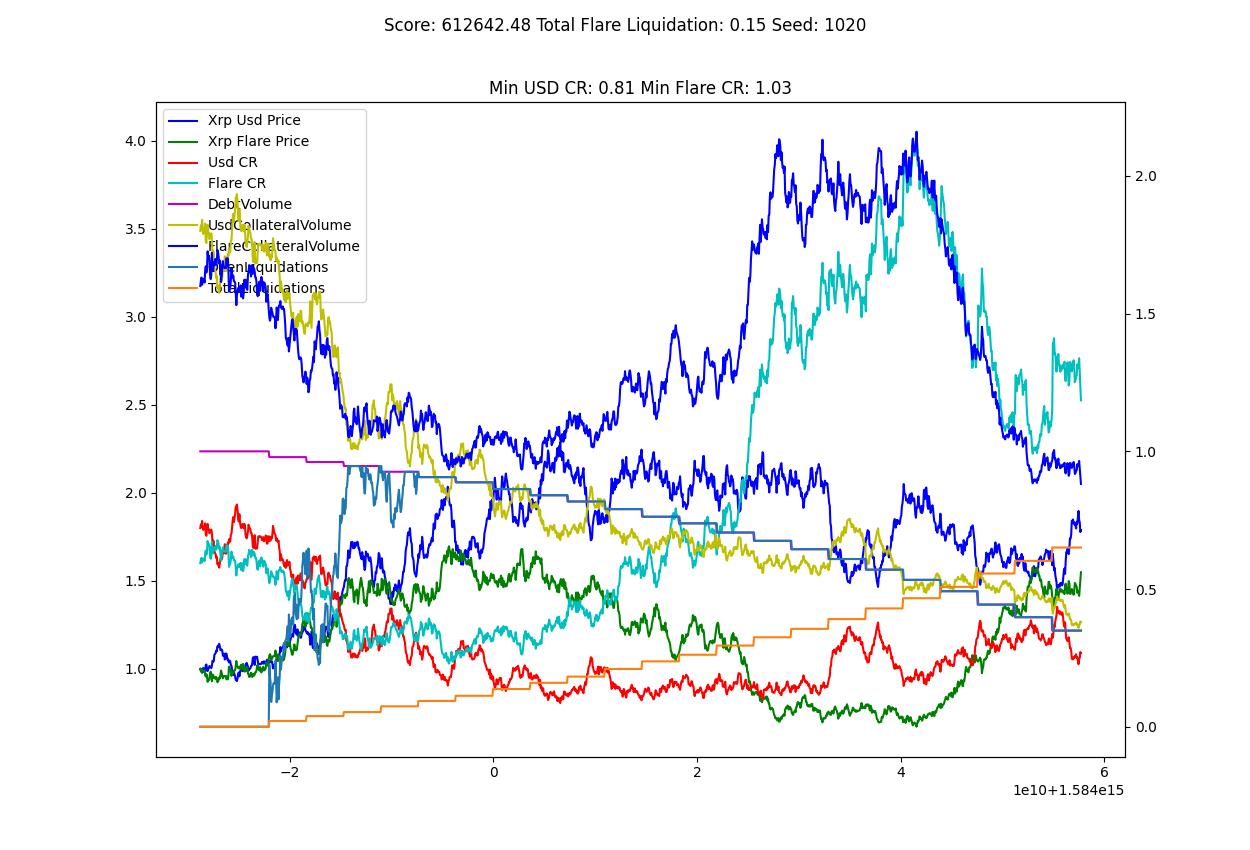 Score: 612642.48 Total Flare Liquidation: 0.15 Seed: 1020
Min USD CR: 0.81 Min Flare CR: 1.03
Xrp Usd Price
Xrp Flare Price
Usd CR
Flare CR
DebtVolume
UsdCollateralVolume
FlareCollateralVolume
OpenLiquidations
TotalLiquidations
4.0
3.5
3.0
2.5
2.0
1.5
1.0
2.0
1.5
1.0
0.5
0.0
−2
0
2
4
6
1e10+1.584e15